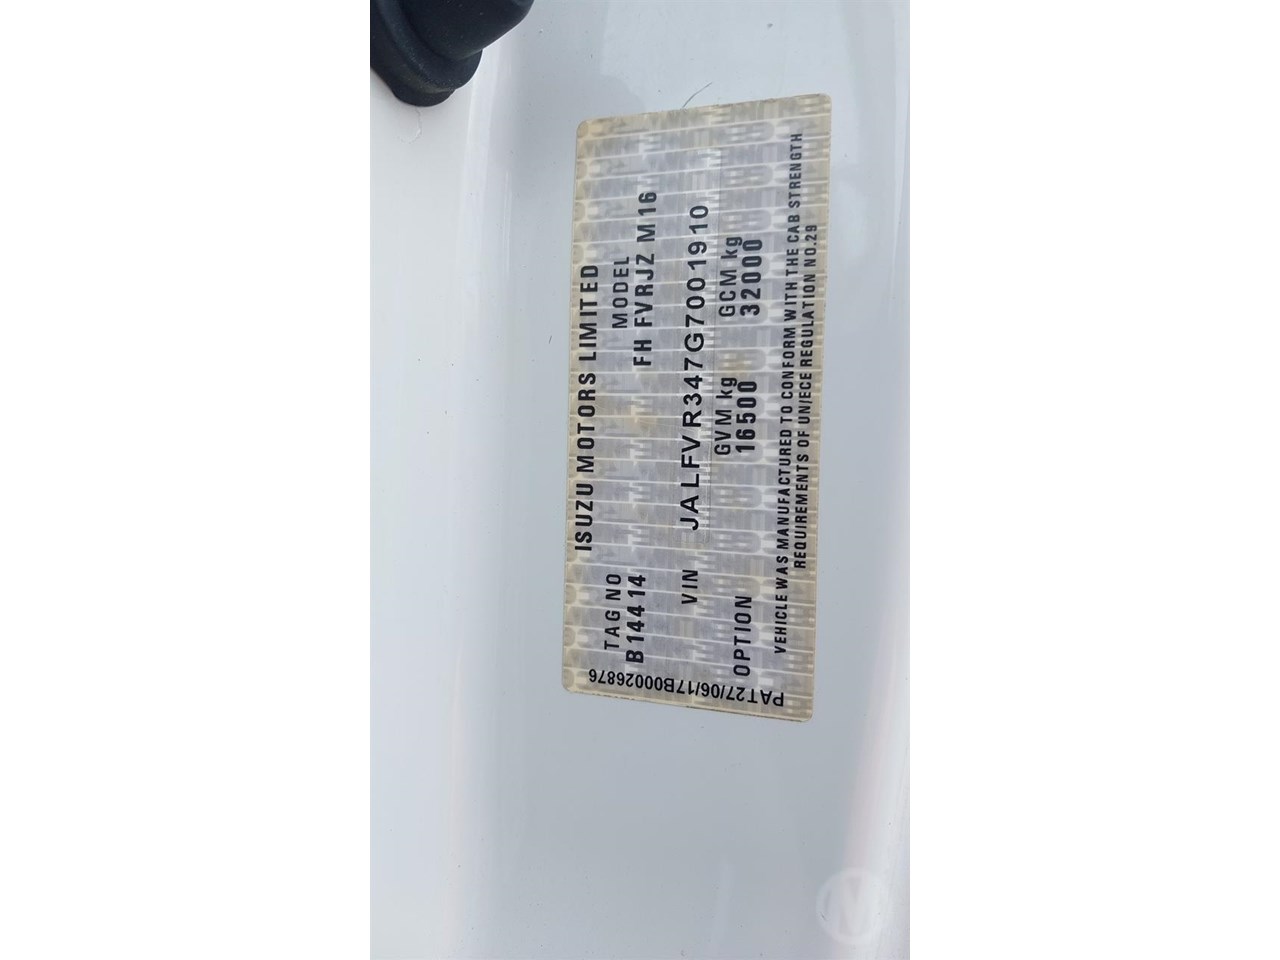 ISUZU MOTORS LIMITED
TAG NO
MODEL
B14414
FH FVRJZ M16
VIN JALFVR347G7001910
GVM kg
GCM kg
OPTION
16500
32000
VEHICLE WAS MANUFACTURED TO CONFORM WITH THE CAB STRENGTH
REQUIREMENTS OF UN/ECE REGULATION NO.29
PAT27/06/17B00026876